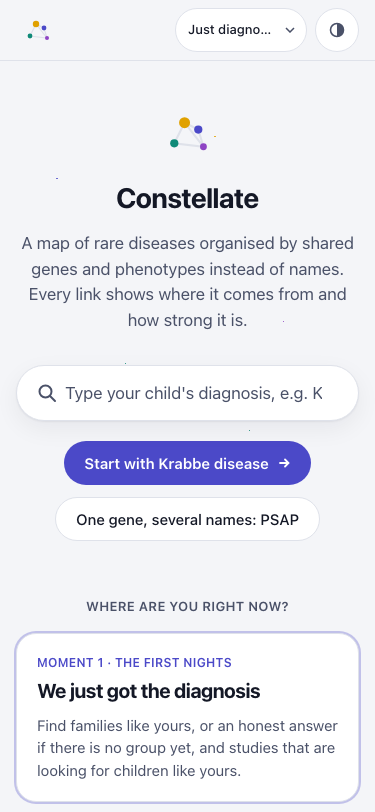 Just diagno...
Constellate
A map of rare diseases organised by shared
genes and phenotypes instead of names.
Every link shows where it comes from and
how strong it is.
Type your child's diagnosis, e.g. K
Start with Krabbe disease →
One gene, several names: PSAP
WHERE ARE YOU RIGHT NOW?
MOMENT 1 · THE FIRST NIGHTS
We just got the diagnosis
Find families like yours, or an honest answer
if there is no group yet, and studies that are
looking for children like yours.